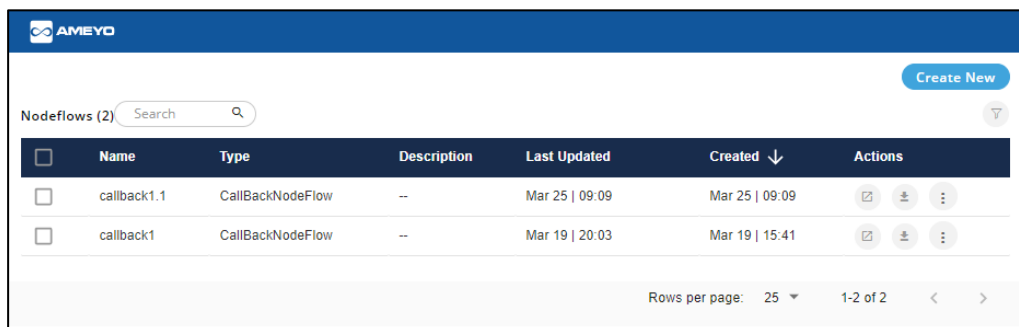 AMEYO
Create New
Nodeflows (2) Search
Name Type Description Last Updated Created Actions
callback1.1 CallBackNodeFlow -- Mar 25 | 09:09 Mar 25 | 09:09
callback1 CallBackNodeFlow -- Mar 19 | 20:03 Mar 19 | 15:41
Rows per page: 25 1-2 of 2